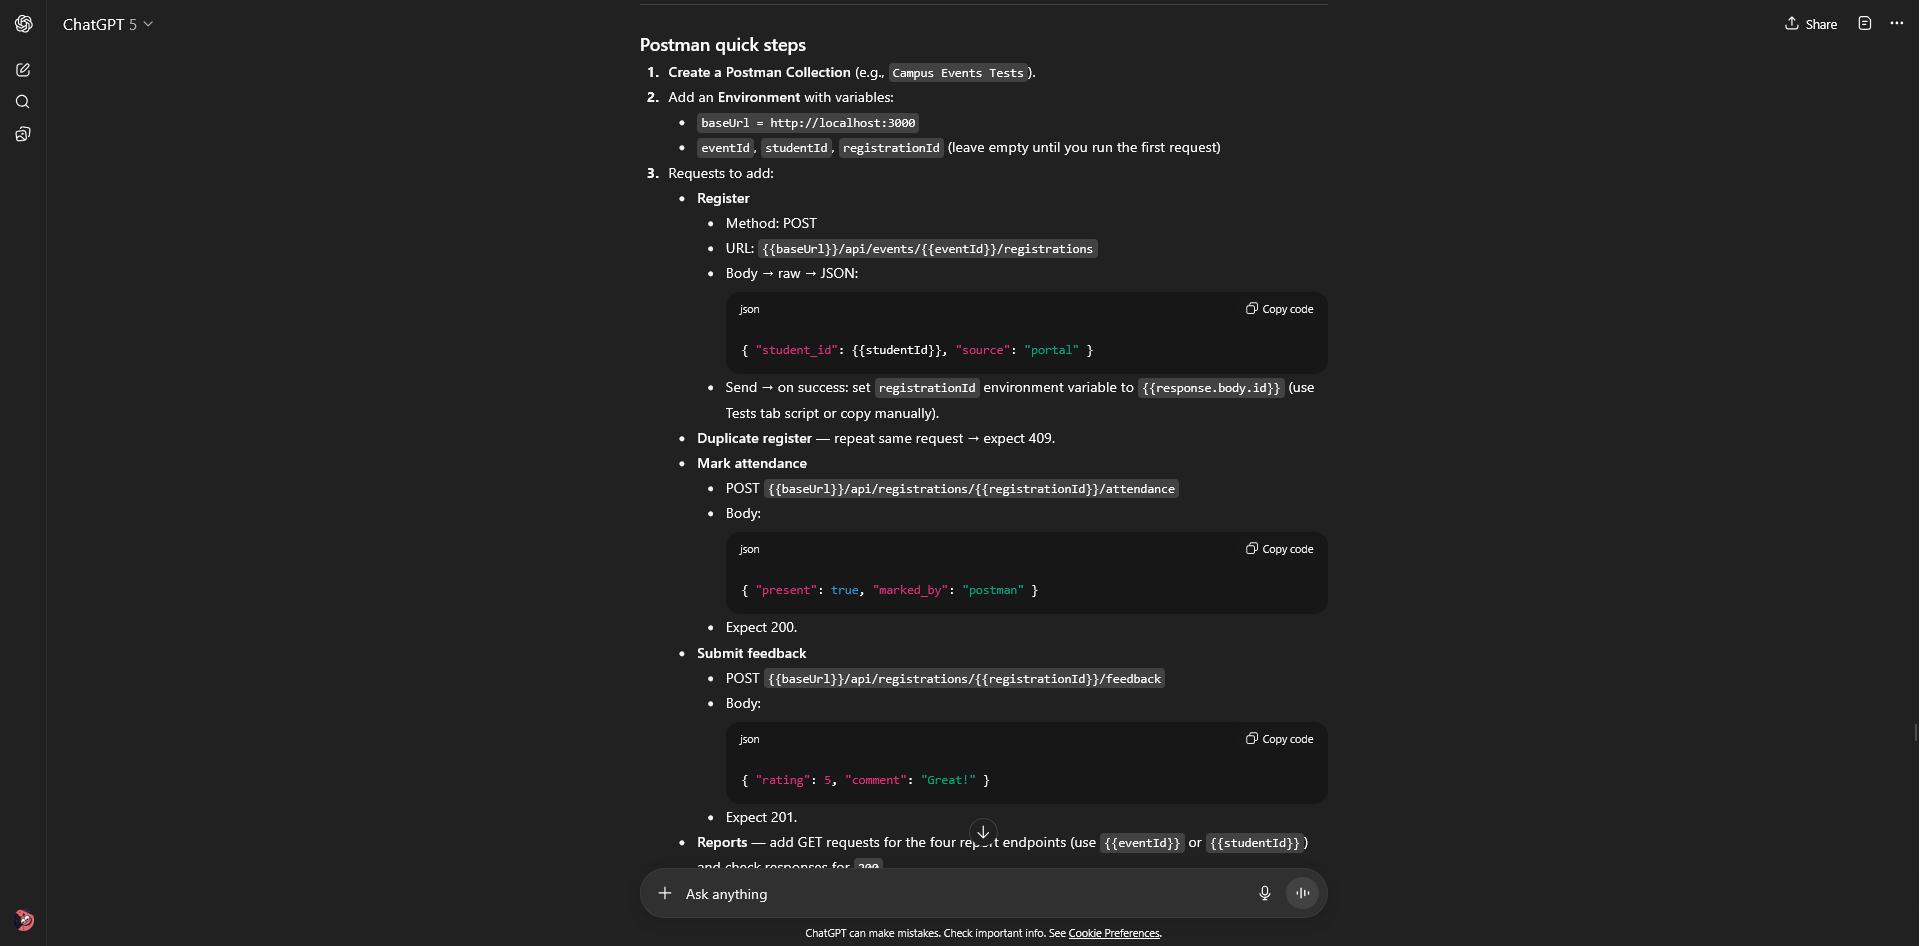 ChatGPT 5
Share
Postman quick steps
1. Create a Postman Collection (e.g., Campus Events Tests).
2. Add an Environment with variables:
• baseUrl = http://localhost:3000
• eventId, studentId, registrationId (leave empty until you run the first request)
3. Requests to add:
• Register
• Method: POST
• URL: {{baseUrl}}/api/events/{{eventId}}/registrations
• Body → raw → JSON:
json
Copy code
{ "student_id": {{studentId}}, "source": "portal" }
• Send → on success: set registrationId environment variable to {{response.body.id}} (use
Tests tab script or copy manually).
• Duplicate register — repeat same request → expect 409.
• Mark attendance
• POST {{baseUrl}}/api/registrations/{{registrationId}}/attendance
• Body:
json
Copy code
{ "present": true, "marked_by": "postman" }
• Expect 200.
• Submit feedback
• POST {{baseUrl}}/api/registrations/{{registrationId}}/feedback
• Body:
json
Copy code
{ "rating": 5, "comment": "Great!" }
• Expect 201.
• Reports — add GET requests for the four report endpoints (use {{eventId}} or {{studentId}})
and check responses for 200
Ask anything
ChatGPT can make mistakes. Check important info. See Cookie Preferences.